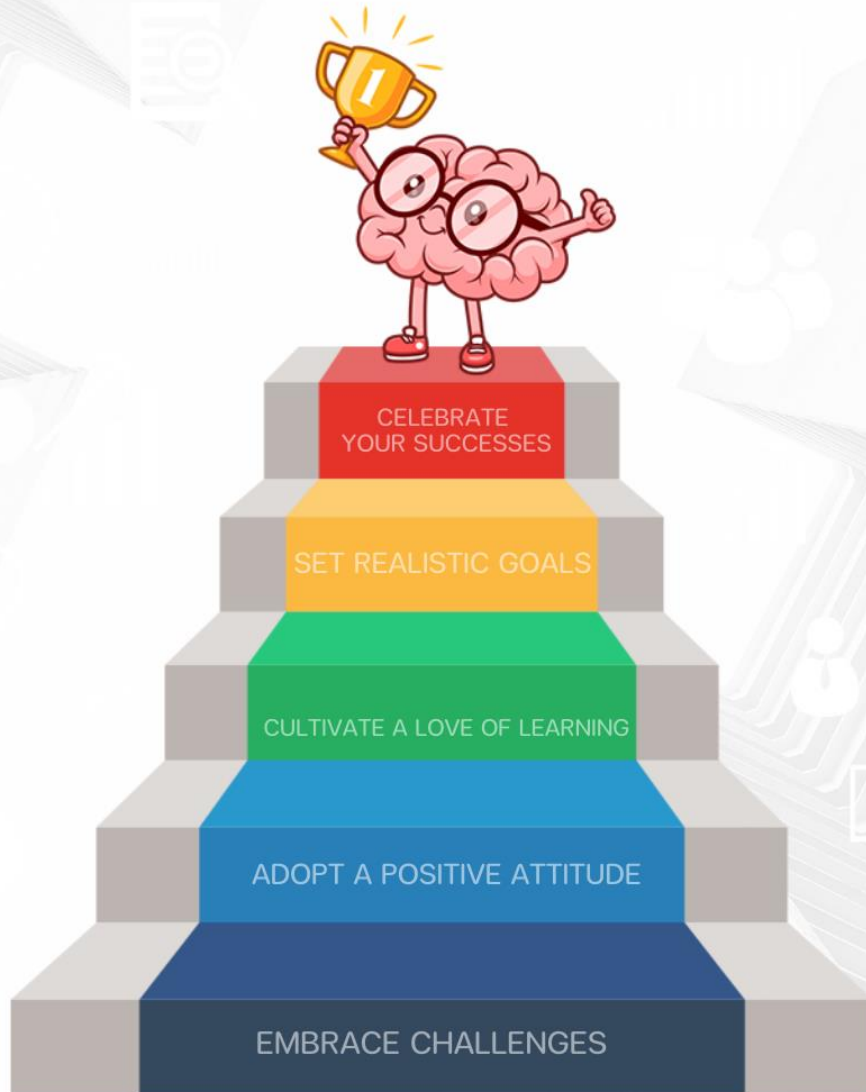 1
CELEBRATE
YOUR SUCCESSES
SET REALISTIC GOALS
CULTIVATE A LOVE OF LEARNING
ADOPT A POSITIVE ATTITUDE
EMBRACE CHALLENGES